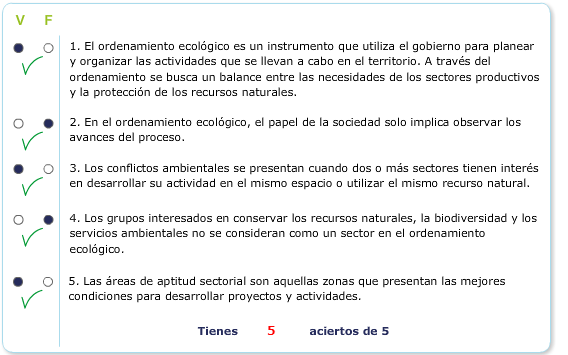 V F
1. El ordenamiento ecológico es un instrumento que utiliza el gobierno para planear
y organizar las actividades que se llevan a cabo en el territorio. A través del
ordenamiento se busca un balance entre las necesidades de los sectores productivos
y la protección de los recursos naturales.
2. En el ordenamiento ecológico, el papel de la sociedad solo implica observar los
avances del proceso.
3. Los conflictos ambientales se presentan cuando dos o más sectores tienen interés
en desarrollar su actividad en el mismo espacio o utilizar el mismo recurso natural.
4. Los grupos interesados en conservar los recursos naturales, la biodiversidad y los
servicios ambientales no se consideran como un sector en el ordenamiento
ecológico.
5. Las áreas de aptitud sectorial son aquellas zonas que presentan las mejores
condiciones para desarrollar proyectos y actividades.
Tienes 5 aciertos de 5